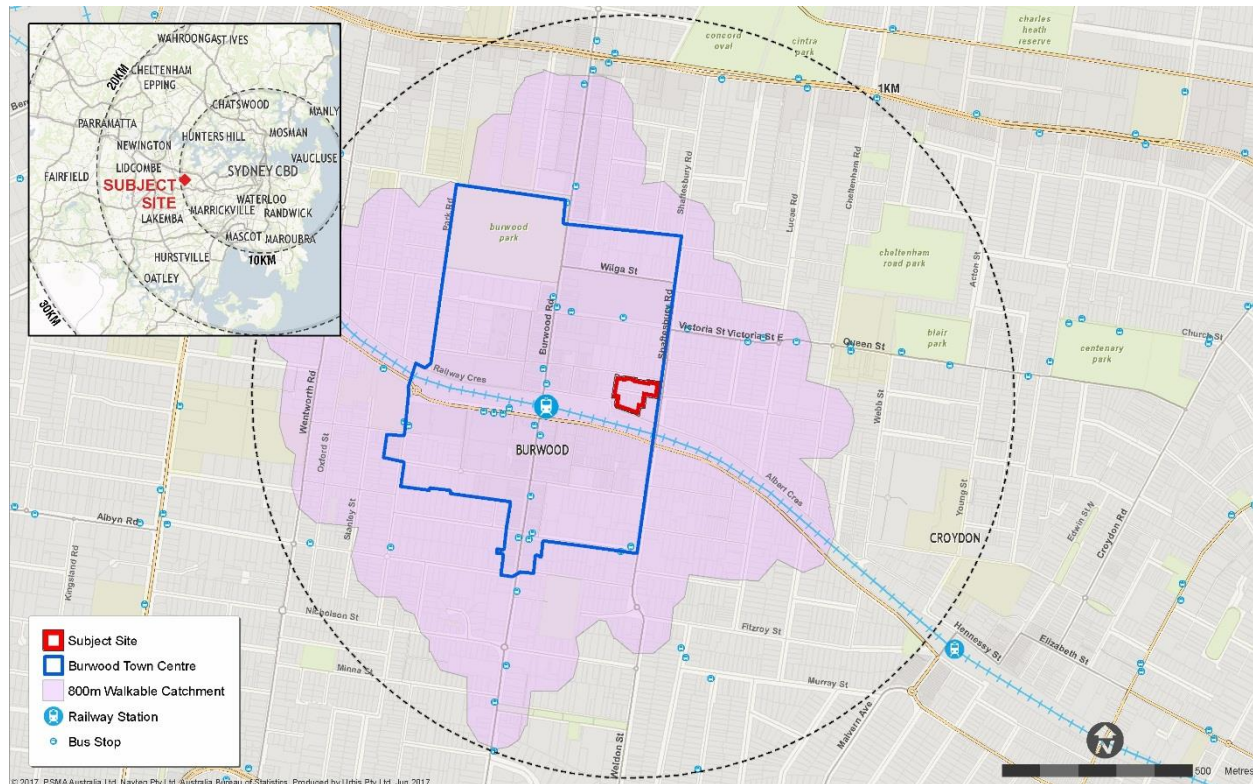 WAHROONGA
ST IVES
CHELTENHAM
EPPING
20KM
CHATSWOOD
MANLY
PARRAMATTA
HUNTERS HILL
MOSMAN
NEWINGTON
VAUCLUSE
LIDCOMBE
SYDNEY CBD
FAIRFIELD
SUBJECT
SITE
WATERLOO
MARRICKVILLE
RANDWICK
LAKEMBA
MASCOT
MAROUBRA
HURSTVILLE
10KM
OATLEY
30KM
concord
oval
cintra
park
charles
heath
reserve
1KM
Park Rd
burwood
park
Shaftesbury Rd
Lucas Rd
Cheltenham Rd
cheltenham
road park
Acton St
Wilga St
Burwood Rd
Shaftesbury Rd
Victoria St
Victoria St E
Queen St
blair
park
centenary
park
Church St
Railway Cres
Wentworth Rd
Oxford St
BURWOOD
Webb St
Albert Cres
Young St
Edwin St N
Croydon Rd
CROYDON
Stanley St
Albyn Rd
Kingsland Rd
Nicholson St
Fitzroy St
Hennessy St
Elizabeth St
Minna St
Murray St
Malvern Ave
Weldon St
Subject Site
Burwood Town Centre
800m Walkable Catchment
Railway Station
Bus Stop
N
500
Metres
© 2017. PSMA Australia Ltd, Navteq Pty Ltd, Australia Bureau of Statistics. Produced by Urbis Pty Ltd, Jun 2017